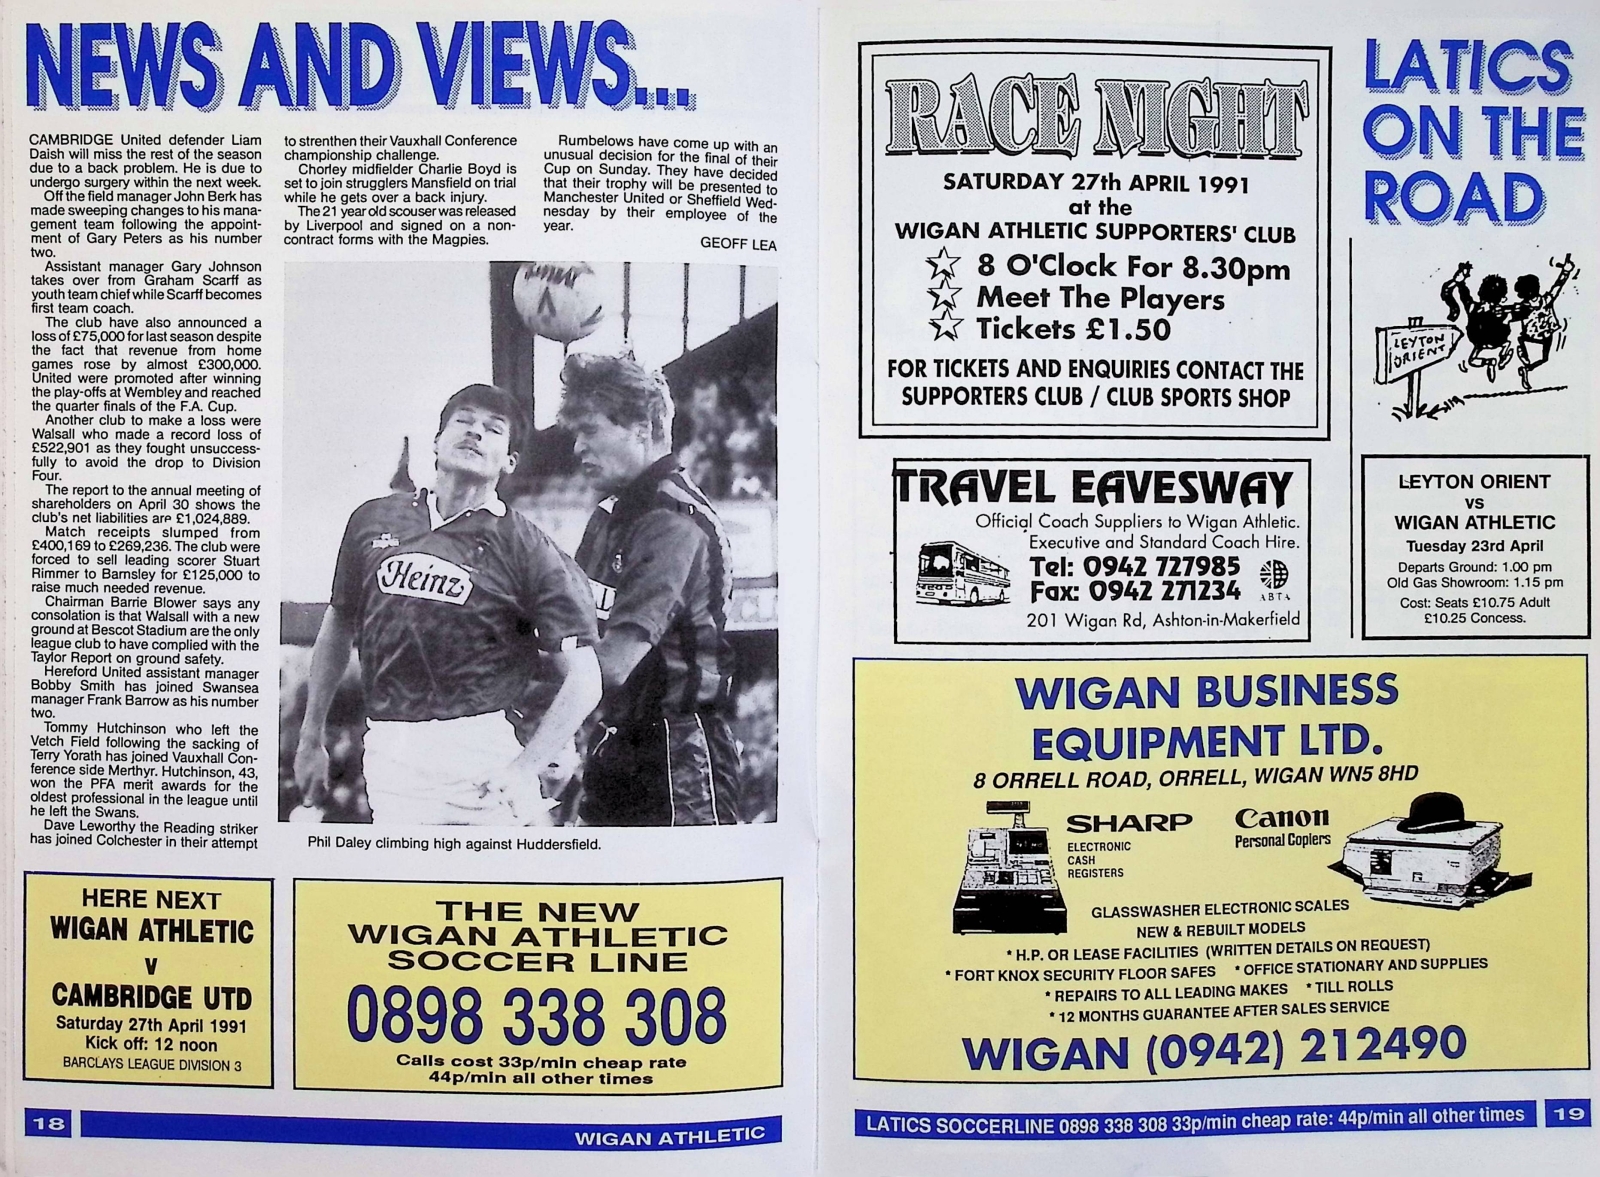 NEWS AND VIEWS...
CAMBRIDGE United defender Liam
Daish will miss the rest of the season
due to a back problem. He is due to
undergo surgery within the next week.
Off the field manager John Berk has
made sweeping changes to his mana-
gement team following the appoint-
ment of Gary Peters as his number
two.
Assistant manager Gary Johnson
takes over from Graham Scarff as
youth team chief while Scarff becomes
first team coach.
The club have also announced a
loss of £75,000 for last season despite
the fact that revenue from home
games rose by almost £300,000.
United were promoted after winning
the play-offs at Wembley and reached
the quarter finals of the F.A. Cup.
Another club to make a loss were
Walsall who made a record loss of
£522,901 as they fought unsuccess-
fully to avoid the drop to Division
Four.
The report to the annual meeting of
shareholders on April 30 shows the
club's net liabilities are £1,024,889.
Match receipts slumped from
£400,169 to £269,236. The club were
forced to sell leading scorer Stuart
Rimmer to Barnsley for £125,000 to
raise much needed revenue.
Chairman Barrie Blower says any
consolation is that Walsall with a new
ground at Bescot Stadium are the only
league club to have complied with the
Taylor Report on ground safety.
Hereford United assistant manager
Bobby Smith has joined Swansea
manager Frank Barrow as his number
two.
Tommy Hutchinson who left the
Vetch Field following the sacking of
Terry Yorath has joined Vauxhall Con-
ference side Merthyr. Hutchinson, 43,
won the PFA merit awards for the
oldest professional in the league until
he left the Swans.
Dave Leworthy the Reading striker
has joined Colchester in their attempt
to strenthen their Vauxhall Conference
championship challenge.
Chorley midfielder Charlie Boyd is
set to join strugglers Mansfield on trial
while he gets over a back injury.
The 21 year old scouser was released
by Liverpool and signed on a non-
contract forms with the Magpies.
Rumbelows have come up with an
unusual decision for the final of their
Cup on Sunday. They have decided
that their trophy will be presented to
Manchester United or Sheffield Wed-
nesday by their employee of the
year.
GEOFF LEA
Heinz
Phil Daley climbing high against Huddersfield.
HERE NEXT
WIGAN ATHLETIC
v
CAMBRIDGE UTD
Saturday 27th April 1991
Kick off: 12 noon
BARCLAYS LEAGUE DIVISION 3
THE NEW
WIGAN ATHLETIC
SOCCER LINE
0898 338 308
Calls cost 33p/min cheap rate
44p/min all other times
18
WIGAN ATHLETIC
RACE NIGHT
SATURDAY 27th APRIL 1991
at the
WIGAN ATHLETIC SUPPORTERS' CLUB
8 O'Clock For 8.30pm
Meet The Players
Tickets £1.50
FOR TICKETS AND ENQUIRIES CONTACT THE
SUPPORTERS CLUB / CLUB SPORTS SHOP
TRAVEL EAVESWAY
Official Coach Suppliers to Wigan Athletic.
Executive and Standard Coach Hire.
Tel: 0942 727985
Fax: 0942 271234
ABTA
201 Wigan Rd, Ashton-in-Makerfield
LATICS
ON THE
ROAD
LEYTON
ORIENT
LEYTON ORIENT
vs
WIGAN ATHLETIC
Tuesday 23rd April
Departs Ground: 1.00 pm
Old Gas Showroom: 1.15 pm
Cost: Seats £10.75 Adult
£10.25 Concess.
WIGAN BUSINESS
EQUIPMENT LTD.
8 ORRELL ROAD, ORRELL, WIGAN WN5 8HD
SHARP
ELECTRONIC
CASH
REGISTERS
Canon
Personal Copiers
GLASSWASHER ELECTRONIC SCALES
NEW & REBUILT MODELS
* H.P. OR LEASE FACILITIES (WRITTEN DETAILS ON REQUEST)
* FORT KNOX SECURITY FLOOR SAFES * OFFICE STATIONARY AND SUPPLIES
* REPAIRS TO ALL LEADING MAKES * TILL ROLLS
* 12 MONTHS GUARANTEE AFTER SALES SERVICE
WIGAN (0942) 212490
LATICS SOCCERLINE 0898 338 308 33p/min cheap rate: 44p/min all other times
19